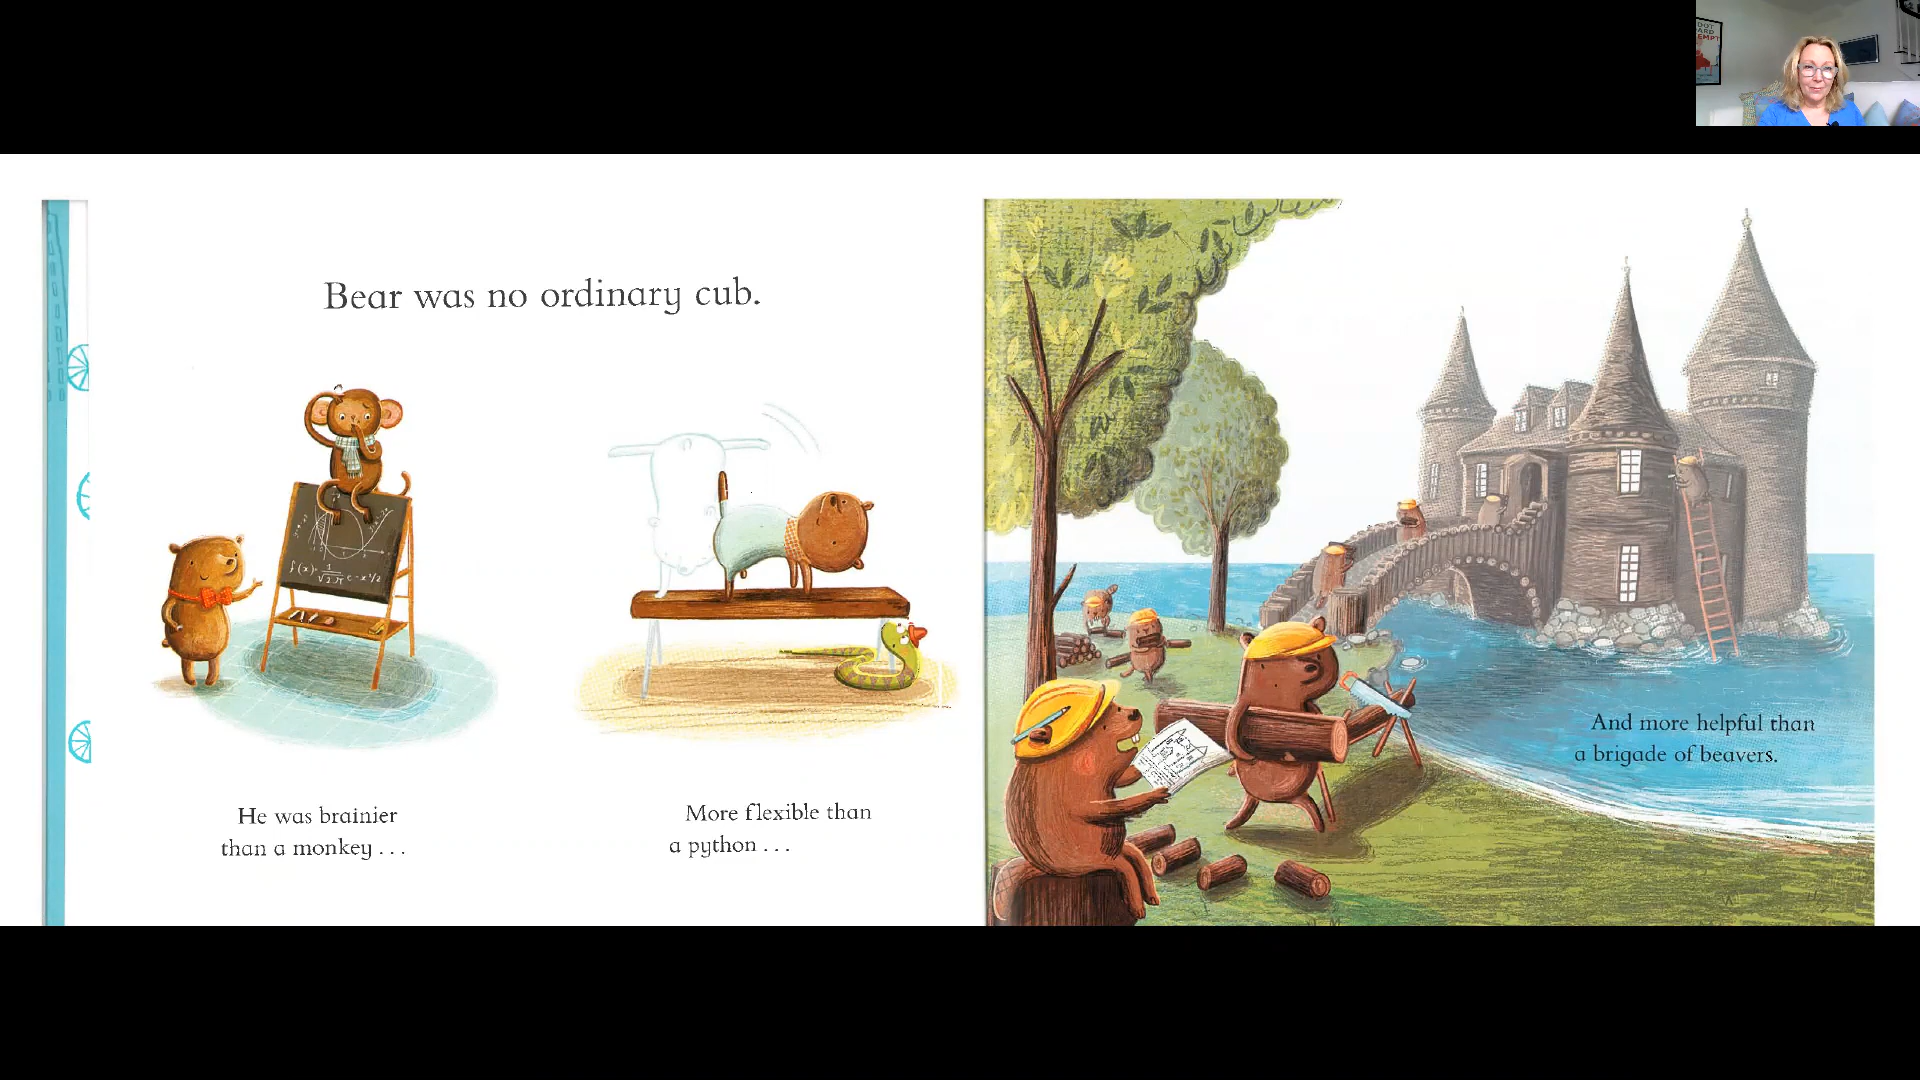 Bear was no ordinary cub.
He was brainier
than a monkey . . .
More flexible than
a python . . .
And more helpful than
a brigade of beavers.